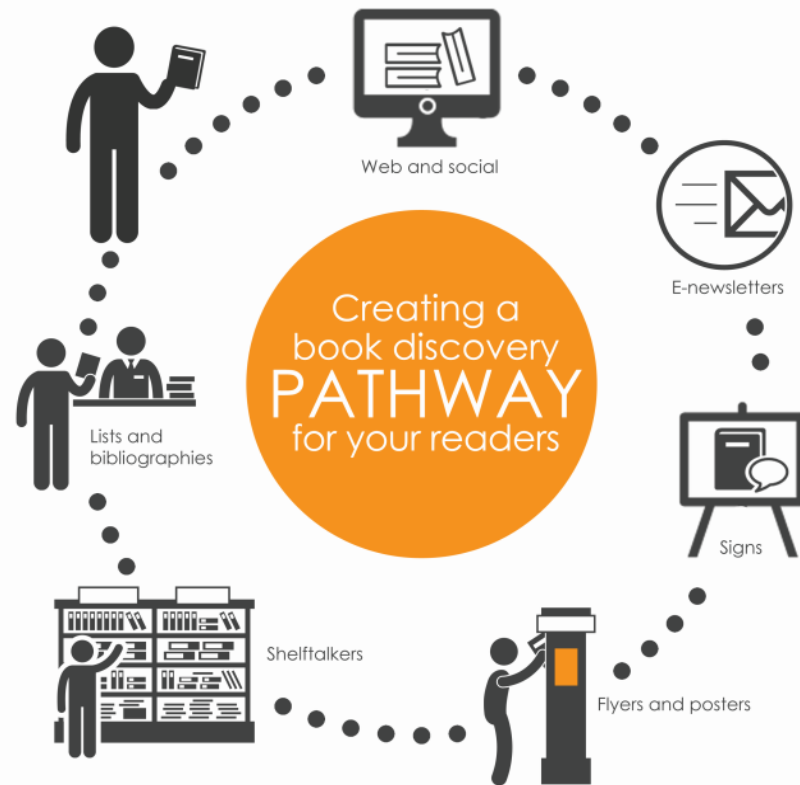 Web and social
E-newsletters
Creating a
book discovery
PATHWAY
for your readers
Lists and
bibliographies
Signs
Shelftalkers
Flyers and posters